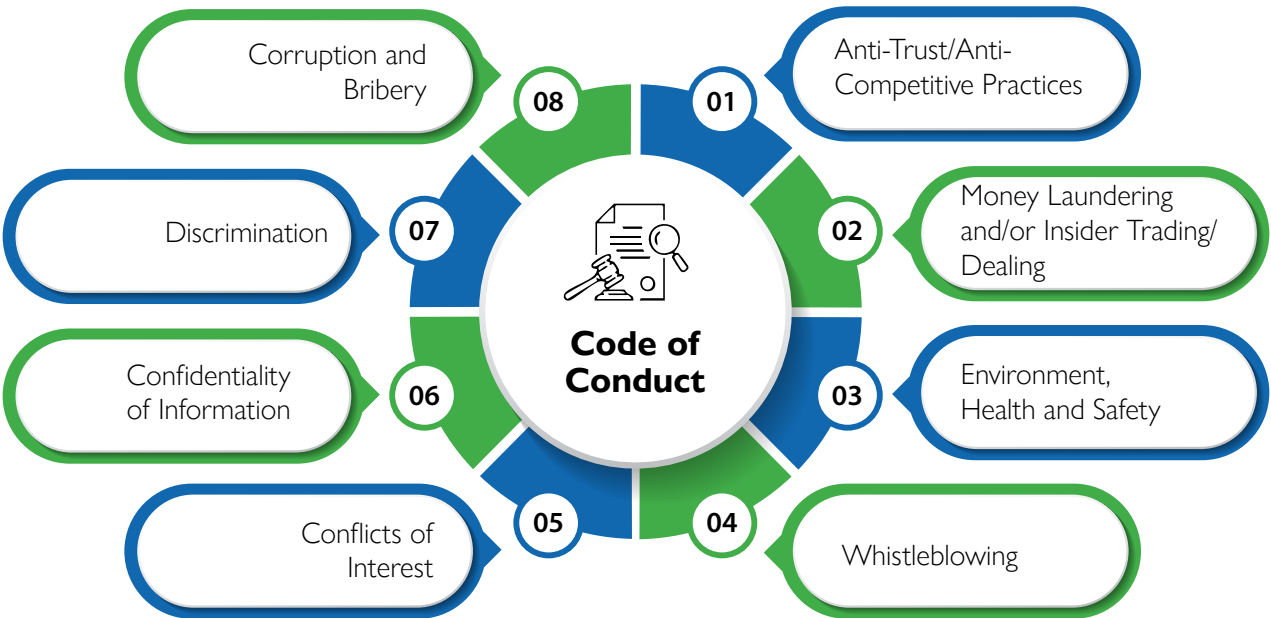 Code of
Conduct
01
Anti-Trust/Anti-
Competitive Practices
02
Money Laundering
and/or Insider Trading/
Dealing
03
Environment,
Health and Safety
04
Whistleblowing
05
Conflicts of
Interest
06
Confidentiality
of Information
07
Discrimination
08
Corruption and
Bribery